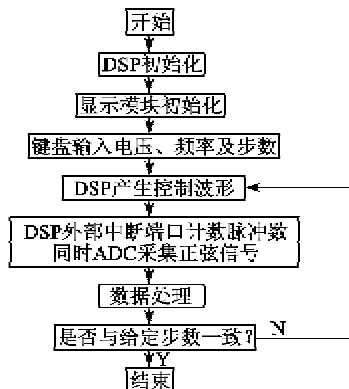 开始
DSP初始化
显示模块初始化
键盘输入电压、频率及步数
DSP产生控制波形
DSP外部中断端口计数脉冲数
同时ADC采集正弦信号
数据处理
是否与给定步数一致?
N
Y
结束